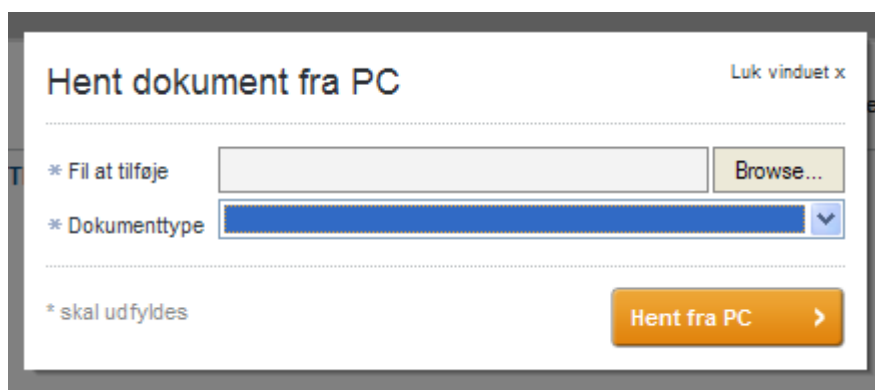 Hent dokument fra PC
Luk vinduet x
* Fil at tilføje
Browse...
* Dokumenttype
* skal udfyldes
Hent fra PC